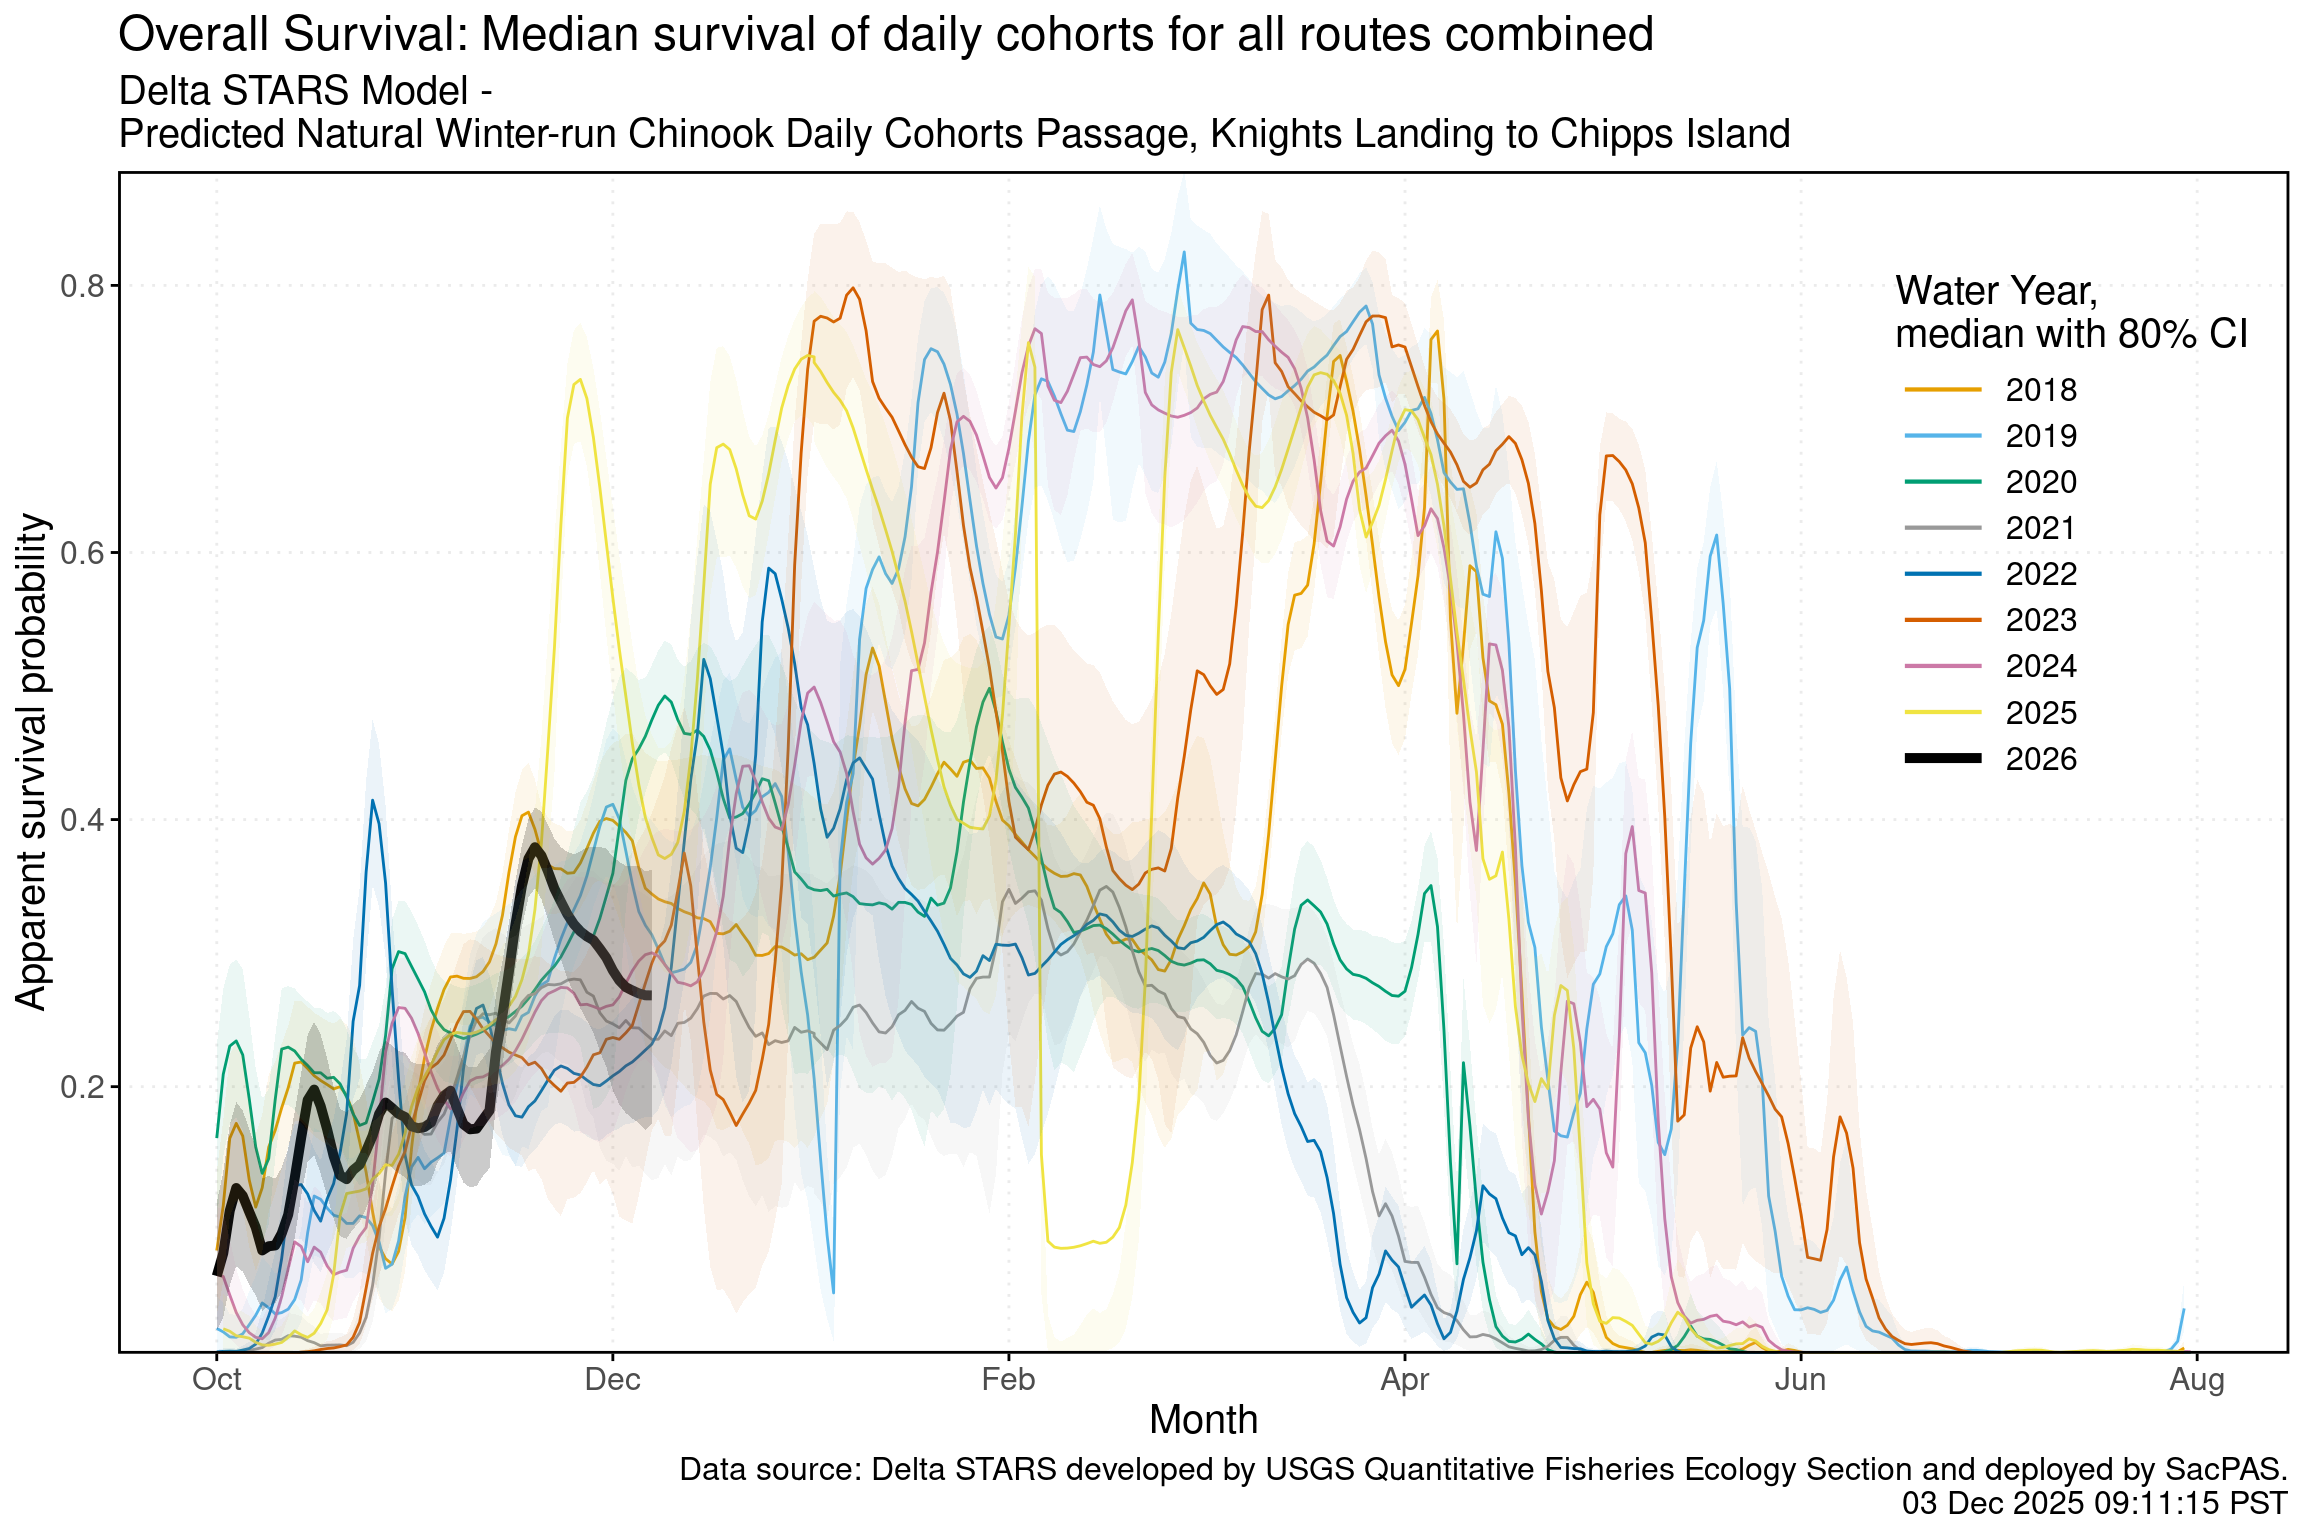 Overall Survival: Median survival of daily cohorts for all routes combined
Delta STARS Model -
Predicted Natural Winter-run Chinook Daily Cohorts Passage, Knights Landing to Chipps Island
Apparent survival probability
0.8
0.6
0.4
0.2
Water Year,
median with 80% CI
2018
2019
2020
2021
2022
2023
2024
2025
2026
Oct Dec Feb Apr Jun Aug
Month
Data source: Delta STARS developed by USGS Quantitative Fisheries Ecology Section and deployed by SacPAS.
03 Dec 2025 09:11:15 PST